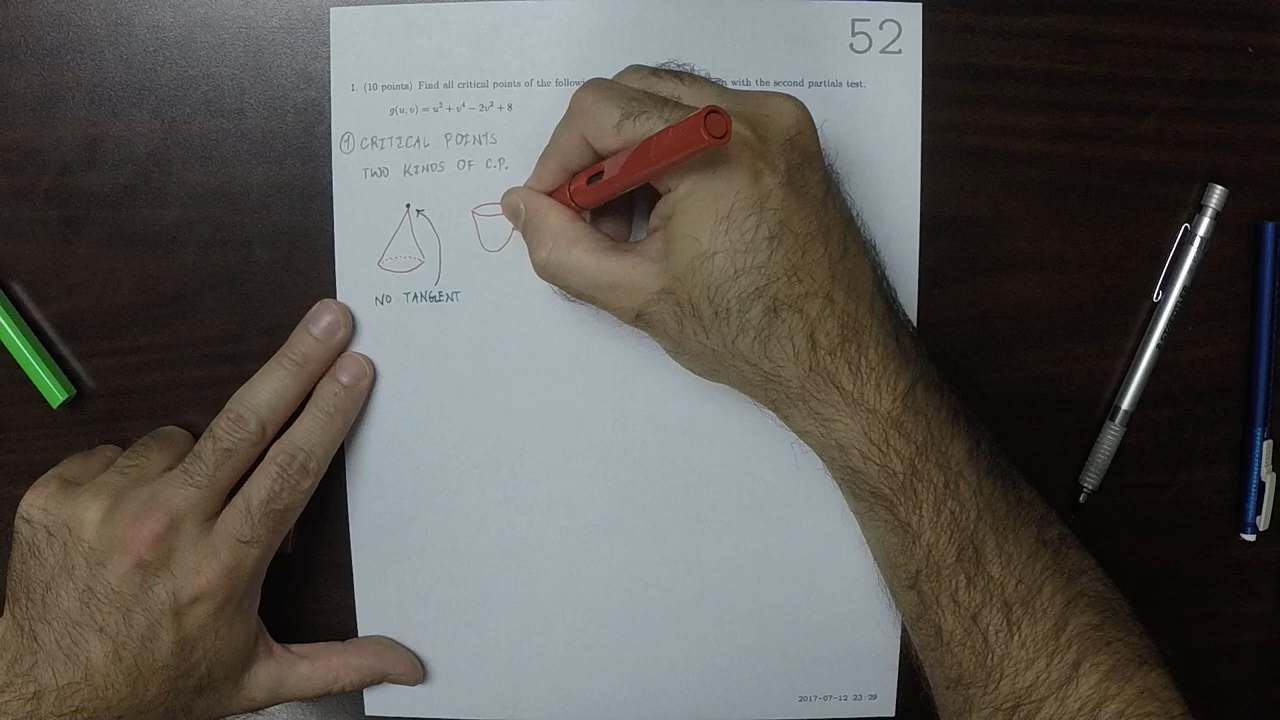 52
1. (10 points) Find all critical points of the with the second partials test.
g(u, v) = u² + v⁴ − 2v² + 8
① CRITICAL POINTS
TWO KINDS OF C.P.
NO TANGENT
2017-07-12 23:29